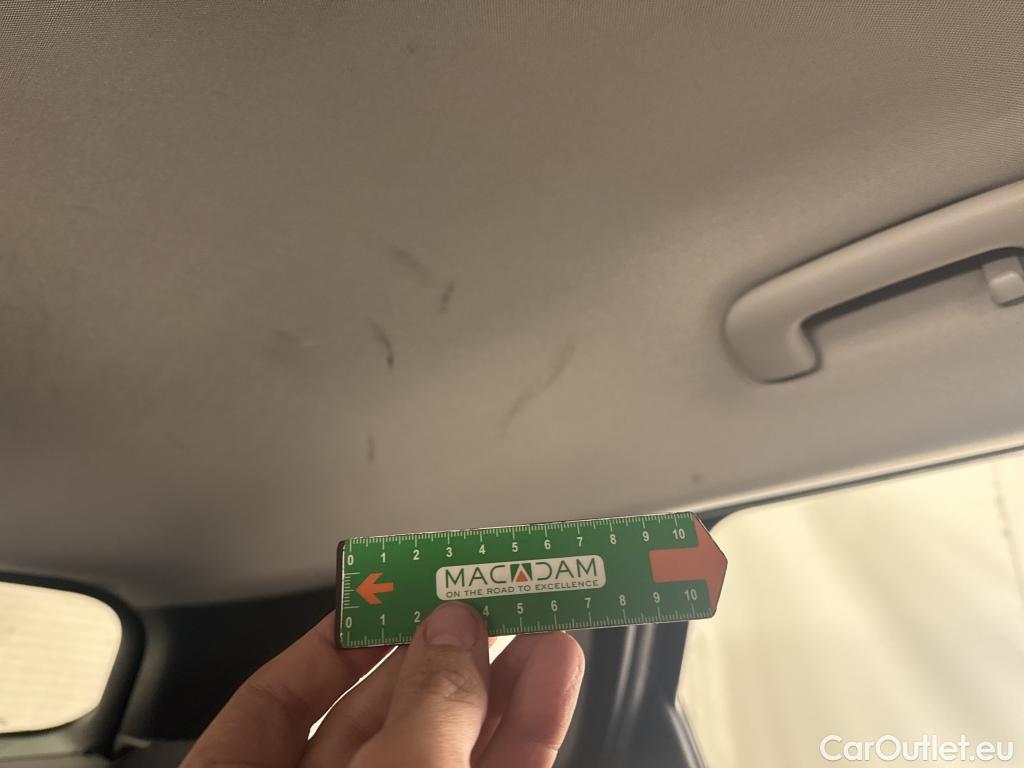 0 1 2 3 4 5 6 7 8 9 10
MACADAM
ON THE ROAD TO EXCELLENCE
0 1 2 4 5 6 7 8 9 10
CarOutlet.eu